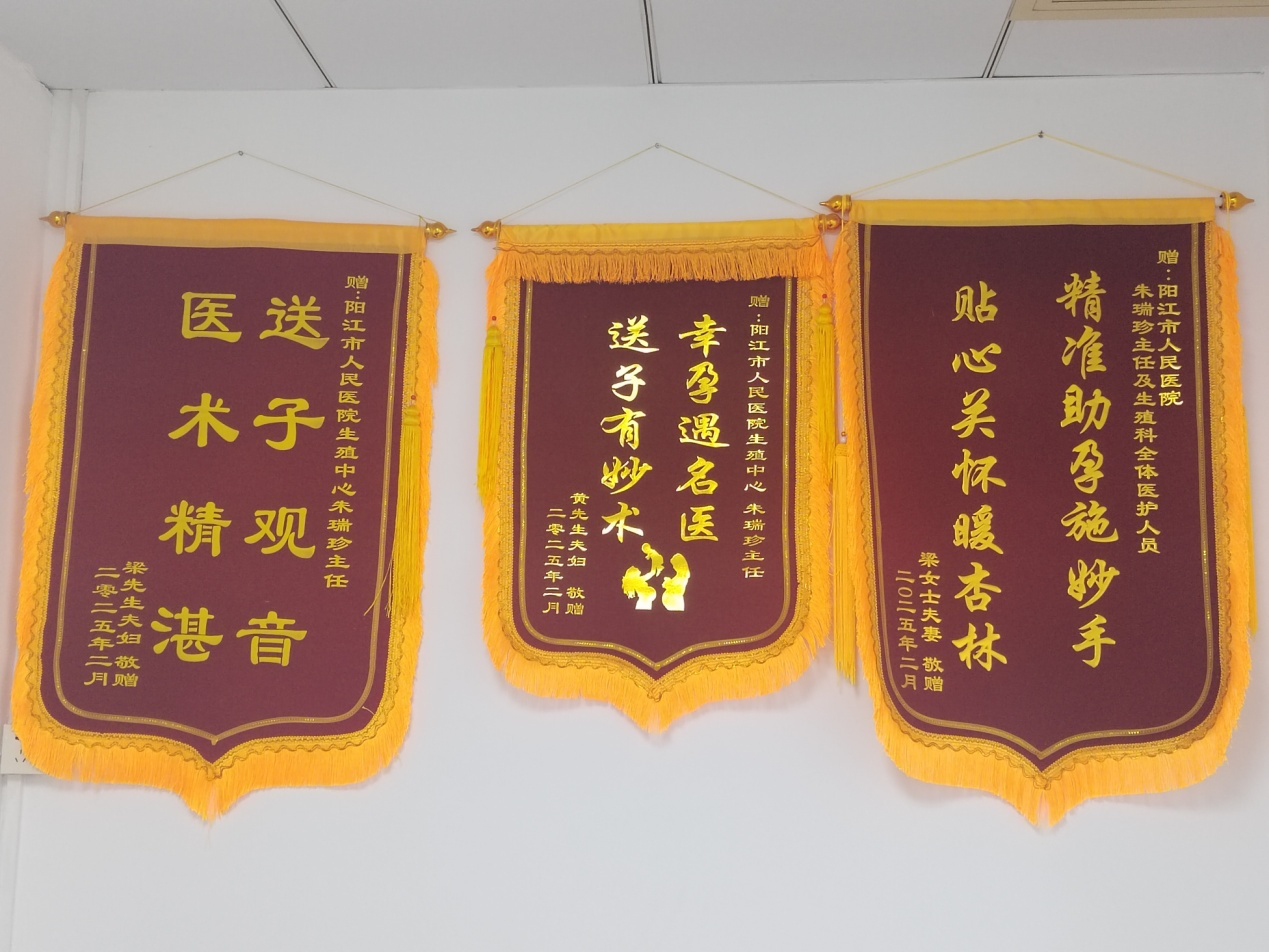 赠：阳江市人民医院生殖中心朱瑞珍主任
送子观音
医术精湛
梁先生夫妇 敬赠
二零二五年二月
赠：阳江市人民医院生殖中心 朱瑞珍主任
幸孕遇名医
送子有妙术
黄先生夫妇 敬赠
二零二五年二月
赠：阳江市人民医院
朱瑞珍主任及生殖科全体医护人员
精准助孕施妙手
贴心关怀暖杏林
梁女士夫妻 敬赠
二〇二五年二月